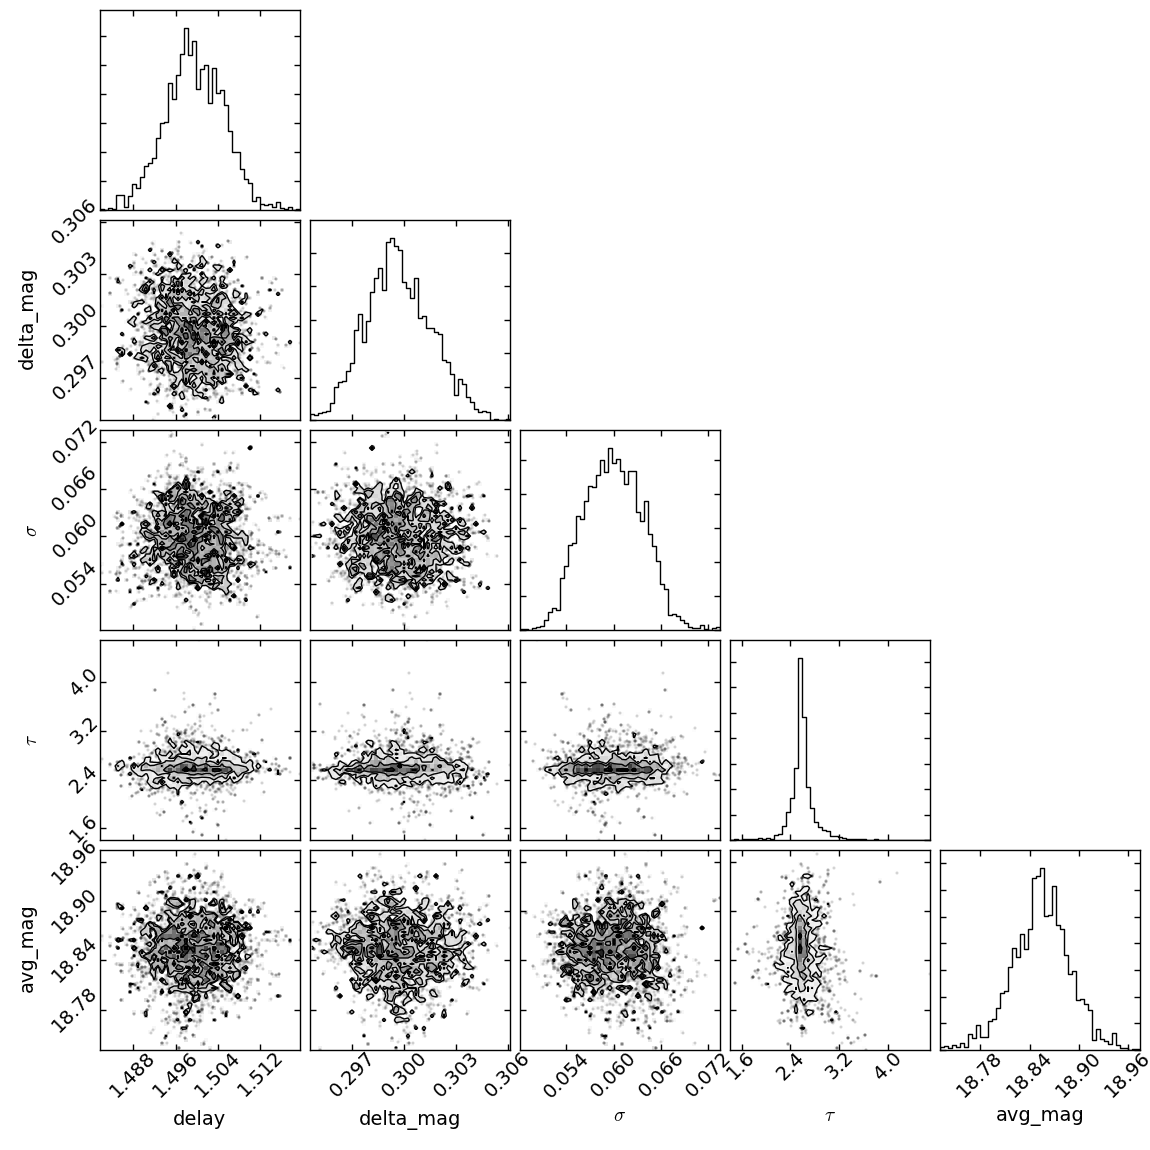 0.306
0.303
0.300
0.297
delta_mag
0.072
0.066
0.060
0.054
σ
4.0
3.2
2.4
1.6
τ
18.96
18.90
18.84
18.78
avg_mag
1.488 1.496 1.504 1.512
0.297 0.300 0.303 0.306
0.054 0.060 0.066 0.072
1.6 2.4 3.2 4.0
18.78 18.84 18.90 18.96
delay delta_mag σ τ avg_mag